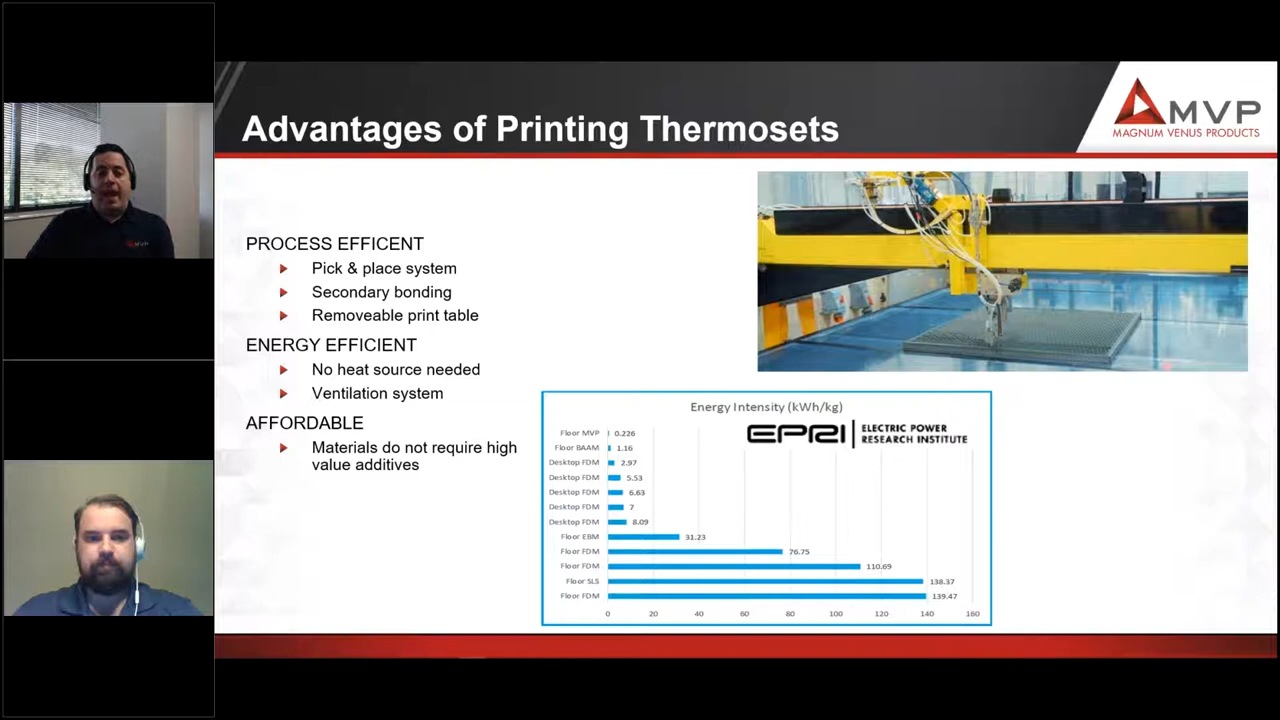 Advantages of Printing Thermosets
MVP
MAGNUM VENUS PRODUCTS
PROCESS EFFICENT
Pick & place system
Secondary bonding
Removeable print table
ENERGY EFFICIENT
No heat source needed
Ventilation system
AFFORDABLE
Materials do not require high
value additives
Energy Intensity (kWh/kg)
EPRI | ELECTRIC POWER
RESEARCH INSTITUTE
Floor MVP 0.226
Floor BAAM 1.16
Desktop FDM 2.97
Desktop FDM 5.53
Desktop FDM 6.63
Desktop FDM 7
Desktop FDM 8.09
Floor EBM 31.23
Floor FDM 76.75
Floor FDM 110.69
Floor SLS 138.37
Floor FDM 139.47
0 20 40 60 80 100 120 140 160
MVP